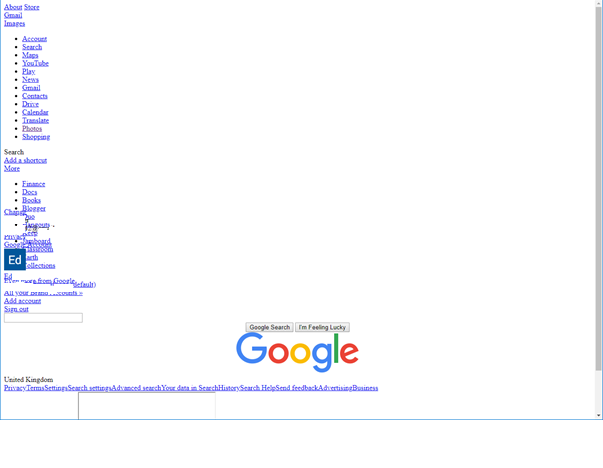 About Store
Gmail
Images
Account
Search
Maps
YouTube
Play
News
Gmail
Contacts
Drive
Calendar
Translate
Photos
Shopping
Search
Add a shortcut
More
Finance
Docs
Books
Blogger
Change
Hangouts
Privacy
Jamboard
Google Account
Classroom
Earth
Collections
Ed
Ed
Even more from Google
default)
All your Brand Accounts »
Add account
Sign out
Google Search I'm Feeling Lucky
Google
United Kingdom
PrivacyTermsSettingsSearch settingsAdvanced searchYour data in SearchHistorySearch HelpSend feedbackAdvertisingBusiness